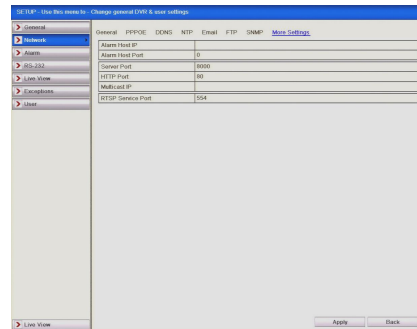 SETUP - Use this menu to - Change general DVR & user settings
General
Network
Alarm
RS-232
Live View
Exceptions
User
General PPPOE DDNS NTP Email FTP SNMP More Settings
Alarm Host IP
Alarm Host Port 0
Server Port 8000
HTTP Port 80
Multicast IP
RTSP Service Port 554
Live View
Apply Back